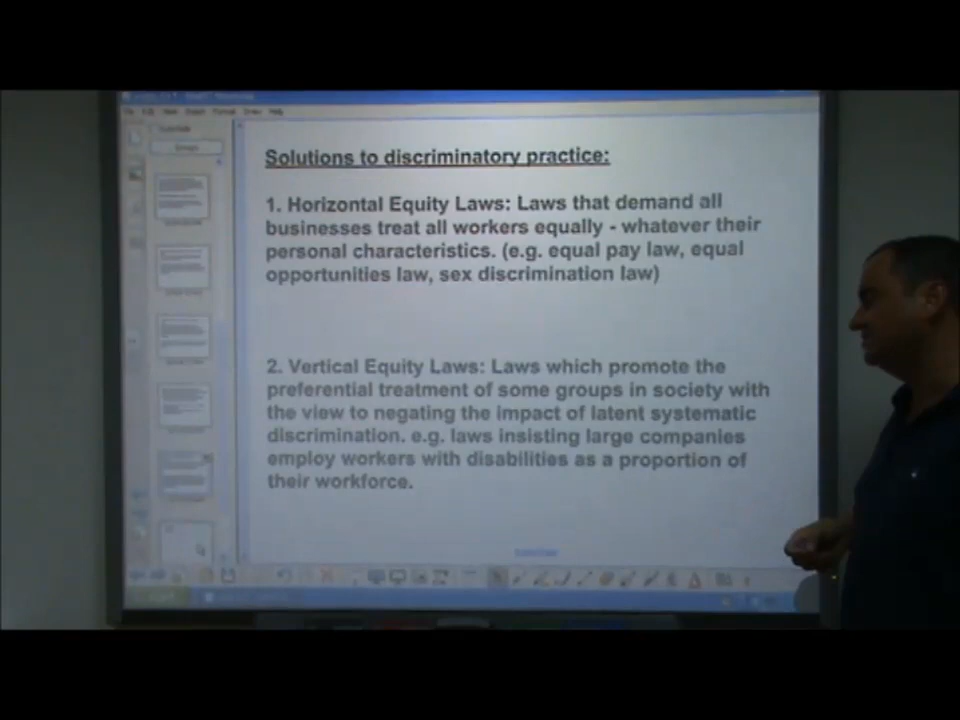 Solutions to discriminatory practice:
1. Horizontal Equity Laws: Laws that demand all
businesses treat all workers equally - whatever their
personal characteristics. (e.g. equal pay law, equal
opportunities law, sex discrimination law)
2. Vertical Equity Laws: Laws which promote the
preferential treatment of some groups in society with
the view to negating the impact of latent systematic
discrimination. e.g. laws insisting large companies
employ workers with disabilities as a proportion of
their workforce.